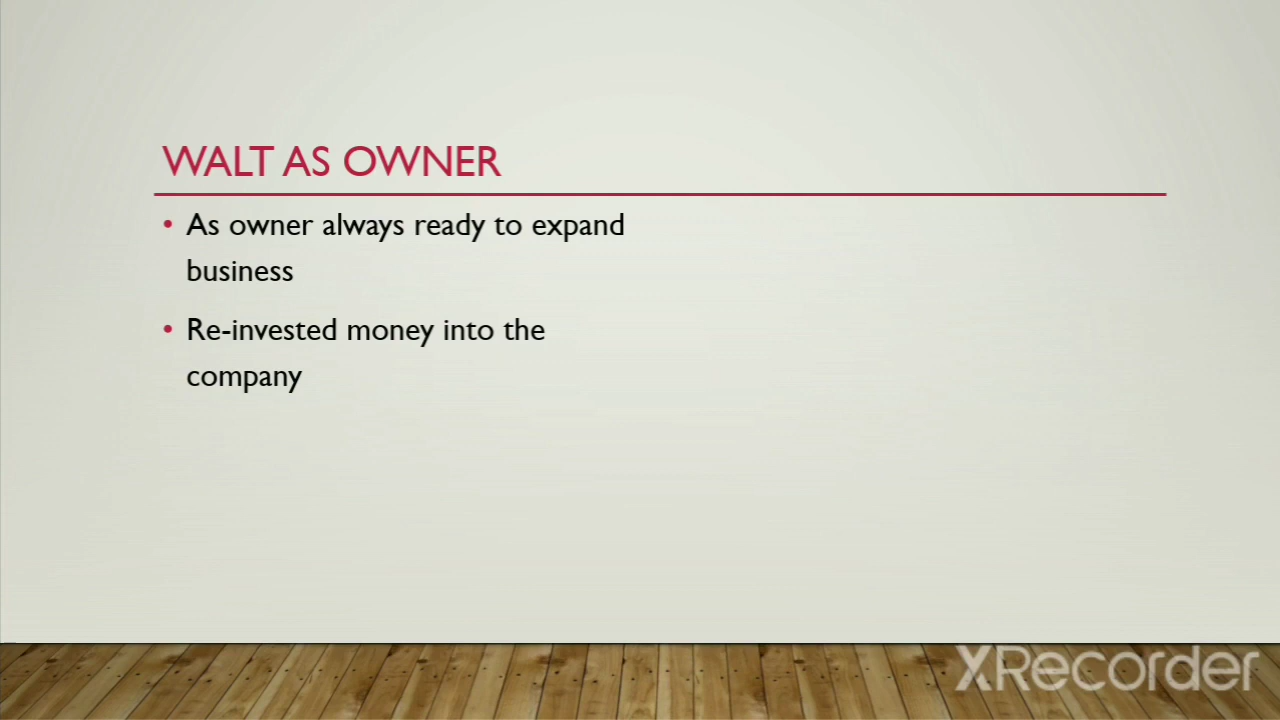 WALT AS OWNER
• As owner always ready to expand
business
• Re-invested money into the
company
XRecorder